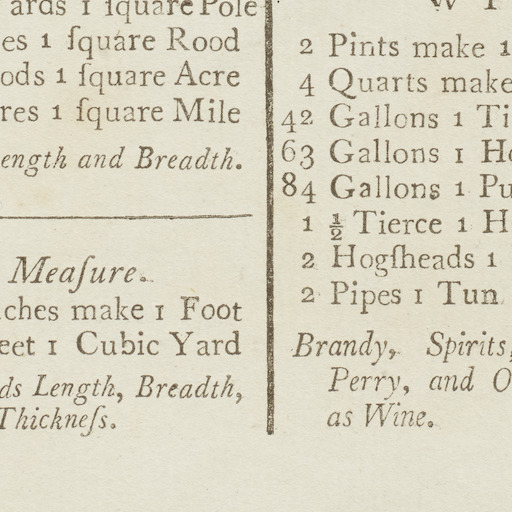 ards 1 ſquare Pole
es 1 ſquare Rood
ods 1 ſquare Acre
res 1 ſquare Mile
ength and Breadth.
Meaſure.
ches make 1 Foot
eet 1 Cubic Yard
ds Length, Breadth,
Thickneſs.
2 Pints make 1
4 Quarts make
42 Gallons 1 Ti
63 Gallons 1 Ho
84 Gallons 1 Pu
1 ½ Tierce 1 H
2 Hogſheads 1
2 Pipes 1 Tun
Brandy, Spirits,
Perry, and O
as Wine.